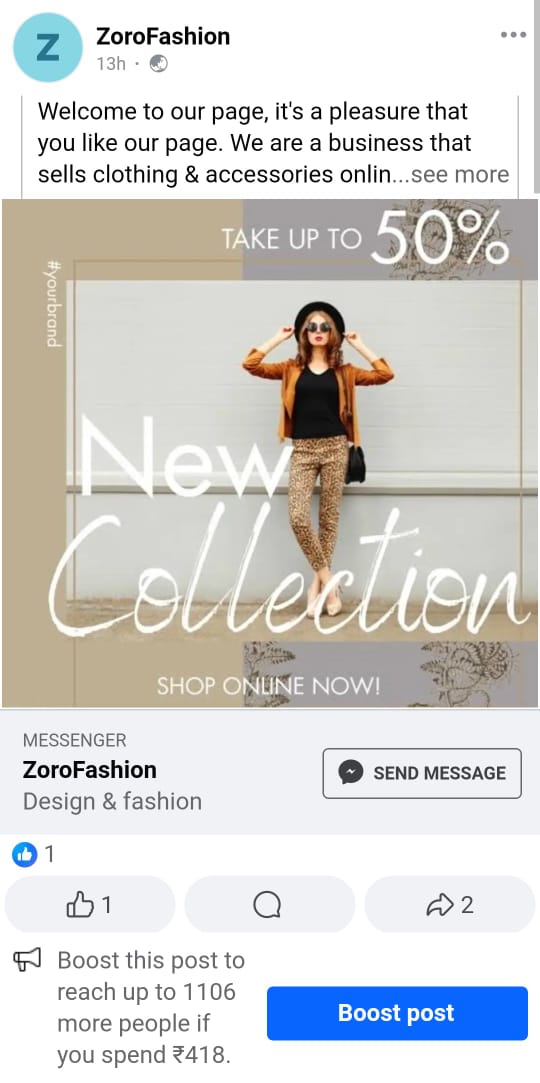 Z
ZoroFashion
13h ·
Welcome to our page, it's a pleasure that
you like our page. We are a business that
sells clothing & accessories onlin...see more
TAKE UP TO 50%
#yourbrand
New
Collection
SHOP ONLINE NOW!
MESSENGER
ZoroFashion
Design & fashion
SEND MESSAGE
1
1
2
Boost this post to
reach up to 1106
more people if
you spend ₹418.
Boost post